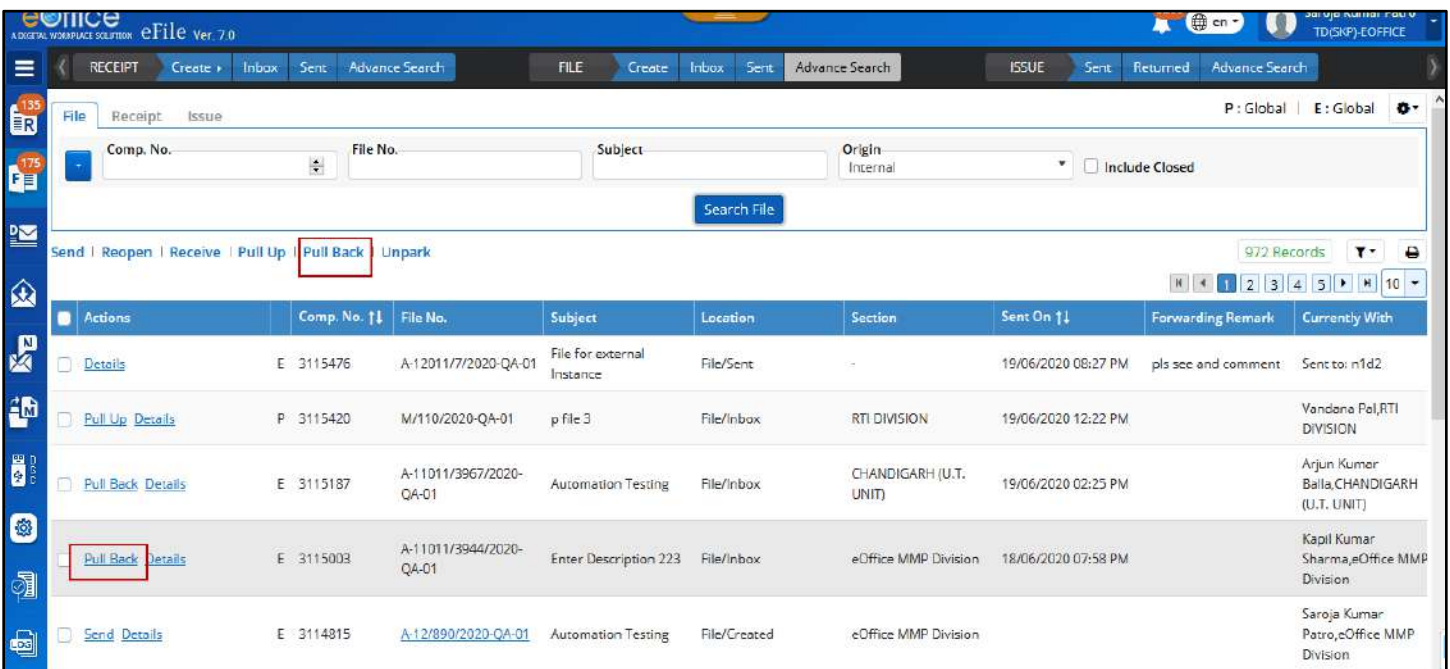 eOffice
A DIGITAL WORKPLACE SOLUTION eFile Ver. 7.0
en
Saroja Kumar Patro
TD(SKP)-EOFFICE
RECEIPT Create Inbox Sent Advance Search FILE Create Inbox Sent Advance Search ISSUE Sent Returned Advance Search
135
R
175
F
D
N
M
DSC
LOG
File Receipt Issue P : Global | E : Global
Comp. No. File No. Subject Origin
- Internal Include Closed
Search File
Send | Reopen | Receive | Pull Up | Pull Back | Unpark 972 Records
1 2 3 4 5 10
Actions Comp. No. File No. Subject Location Section Sent On Forwarding Remark Currently With
Details E 3115476 A-12011/7/2020-QA-01 File for external
Instance File/Sent - 19/06/2020 08:27 PM pls see and comment Sent to: n1d2
Pull Up Details P 3115420 M/110/2020-QA-01 p file 3 File/Inbox RTI DIVISION 19/06/2020 12:22 PM Vandana Pal,RTI
DIVISION
Pull Back Details E 3115187 A-11011/3967/2020-
QA-01 Automation Testing File/Inbox CHANDIGARH (U.T.
UNIT) 19/06/2020 02:25 PM Arjun Kumar
Balla,CHANDIGARH
(U.T. UNIT)
Pull Back Details E 3115003 A-11011/3944/2020-
QA-01 Enter Description 223 File/Inbox eOffice MMP Division 18/06/2020 07:58 PM Kapil Kumar
Sharma,eOffice MMP
Division
Send Details E 3114815 A-12/890/2020-QA-01 Automation Testing File/Created eOffice MMP Division Saroja Kumar
Patro,eOffice MMP
Division